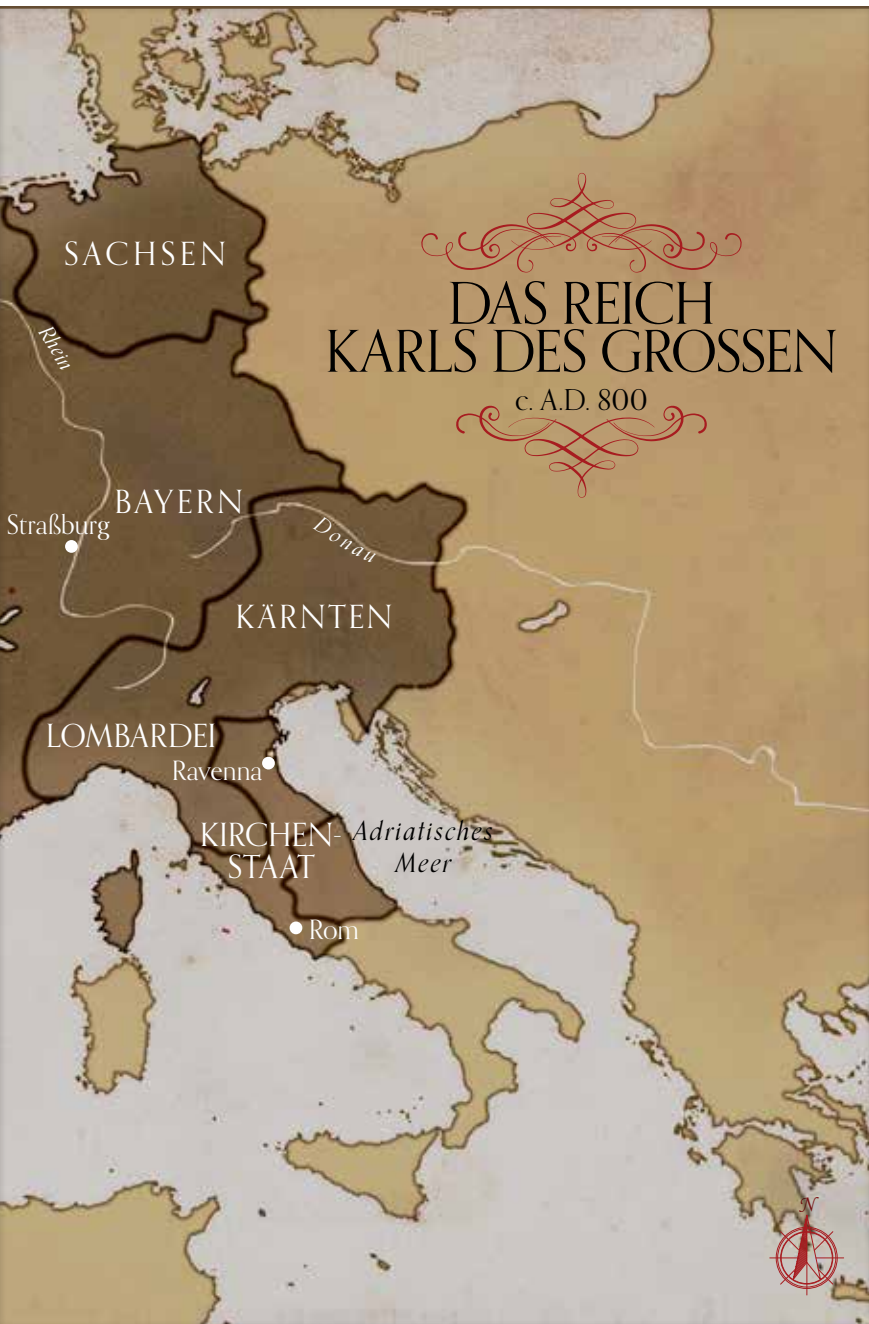 SACHSEN
DAS REICH
KARLS DES GROSSEN
c. A.D. 800
Rhein
BAYERN
Straßburg
Donau
KÄRNTEN
LOMBARDEI
Ravenna
KIRCHEN-
STAAT
Adriatisches
Meer
Rom
N